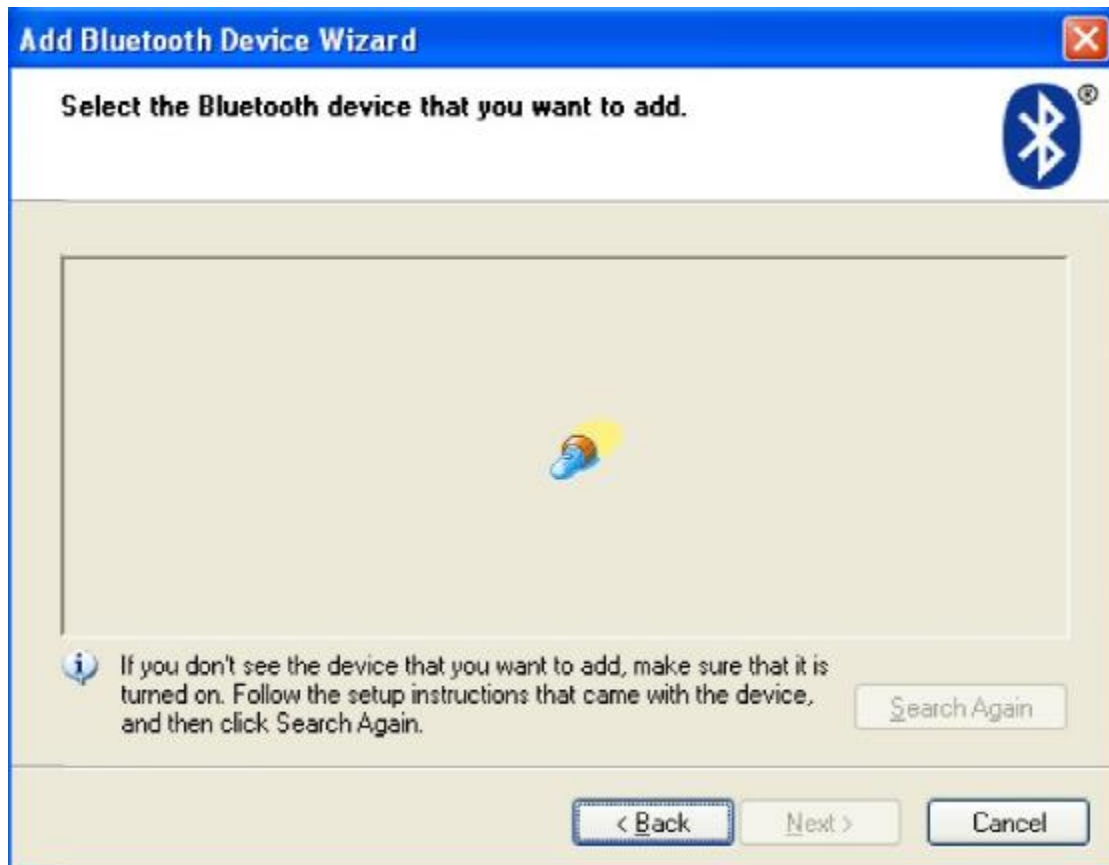 Add Bluetooth Device Wizard
Select the Bluetooth device that you want to add.
®
If you don't see the device that you want to add, make sure that it is
turned on. Follow the setup instructions that came with the device,
and then click Search Again.
Search Again
< Back
Next >
Cancel